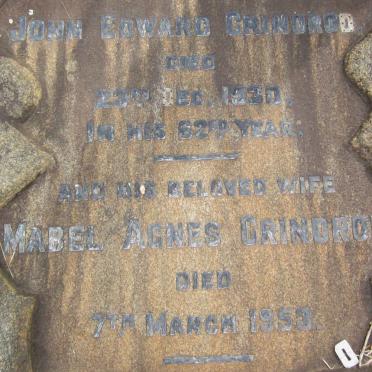 JOHN EDWARD GRINDROD.
DIED
23RD DEC. 1930.
IN HIS 62ND YEAR.
AND HIS BELOVED WIFE
MABEL AGNES GRINDRO
DIED
7TH MARCH 1953.